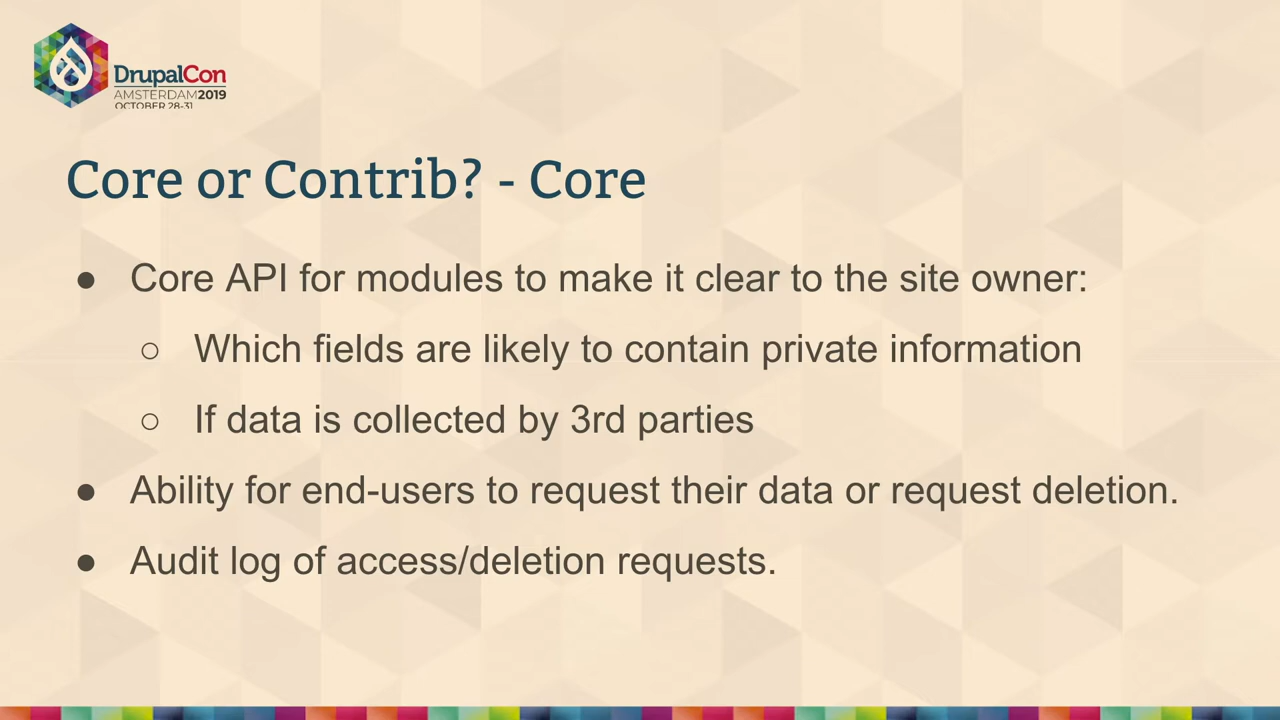 DrupalCon
AMSTERDAM2019
OCTOBER 28-31
Core or Contrib? - Core
● Core API for modules to make it clear to the site owner:
○ Which fields are likely to contain private information
○ If data is collected by 3rd parties
● Ability for end-users to request their data or request deletion.
● Audit log of access/deletion requests.